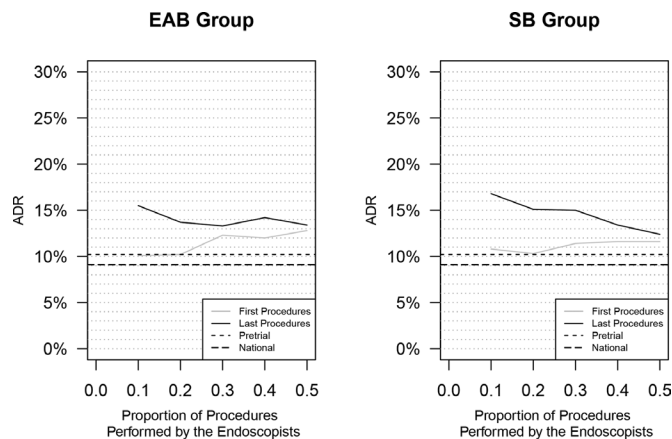 EAB Group
30%
25%
20%
15%
10%
5%
0%
ADR
First Procedures
Last Procedures
Pretrial
National
0.0 0.1 0.2 0.3 0.4 0.5
Proportion of Procedures
Performed by the Endoscopists
SB Group
30%
25%
20%
15%
10%
5%
0%
ADR
First Procedures
Last Procedures
Pretrial
National
0.0 0.1 0.2 0.3 0.4 0.5
Proportion of Procedures
Performed by the Endoscopists